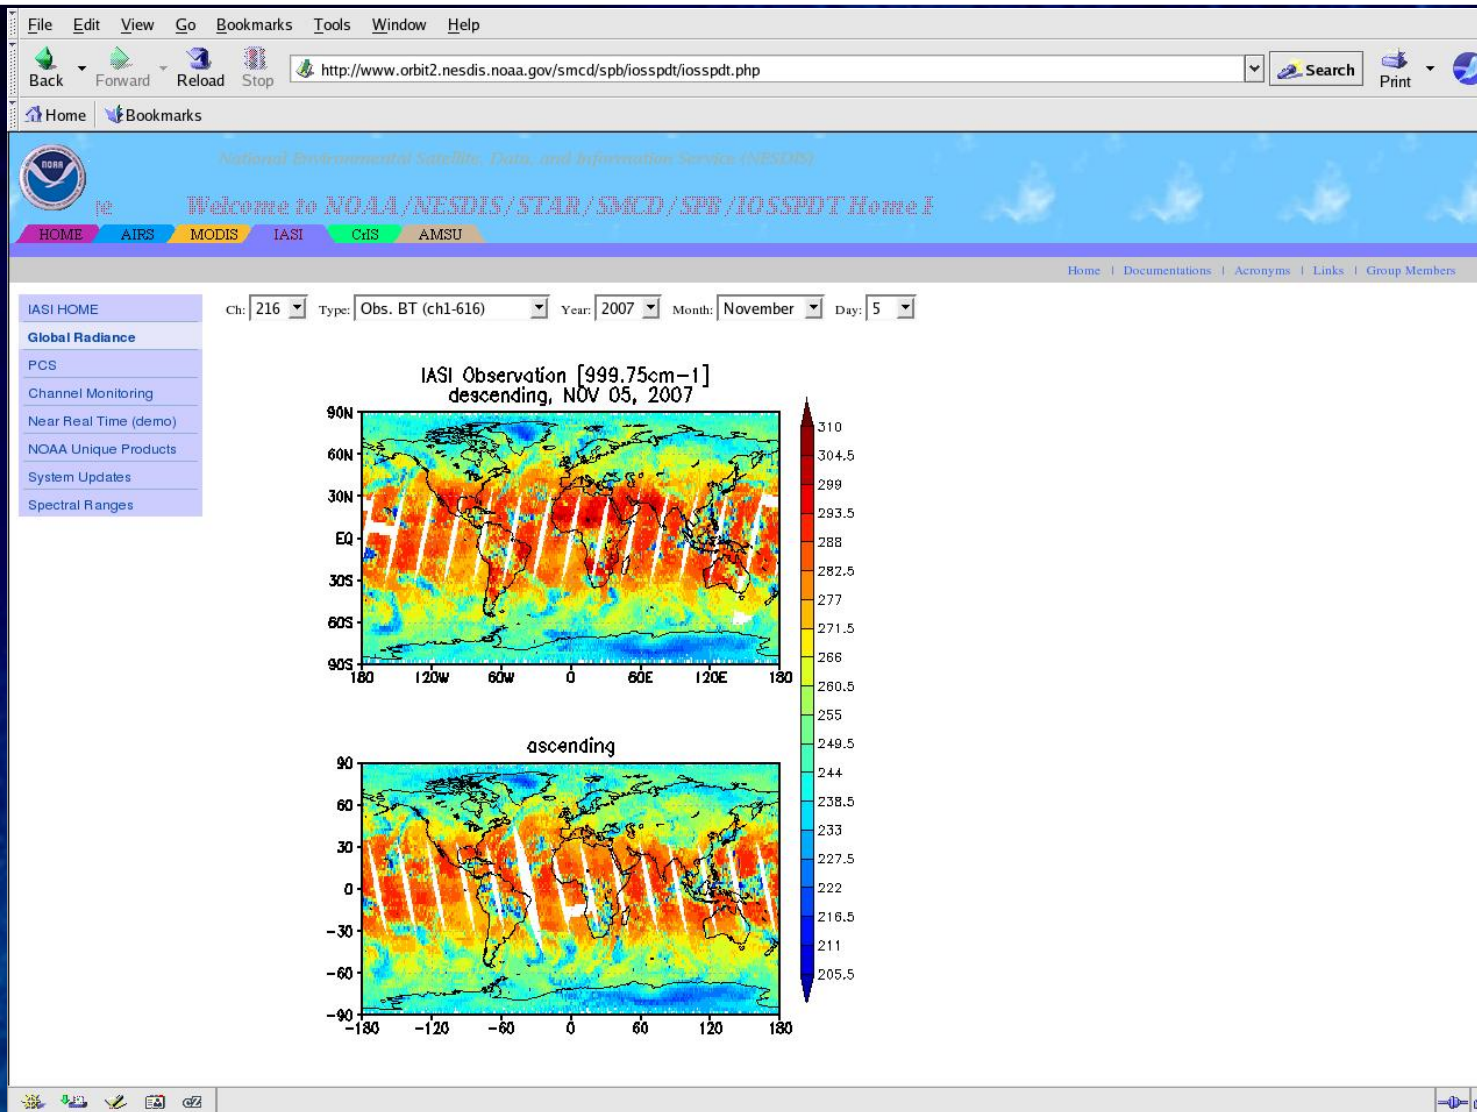 File Edit View Go Bookmarks Tools Window Help
Back Forward Reload Stop http://www.orbit2.nesdis.noaa.gov/smcd/spb/iosspdt/iosspdt.php Search Print
Home Bookmarks
NOAA
National Environmental Satellite, Data, and Information Service (NESDIS)
ge Welcome to NOAA/NESDIS/STAR/SMCD/SPB/IOSSPDT Home P
HOME AIRS MODIS IASI CrIS AMSU
Home | Documentations | Acronyms | Links | Group Members
IASI HOME
Global Radiance
PCS
Channel Monitoring
Near Real Time (demo)
NOAA Unique Products
System Updates
Spectral Ranges
Ch: 216 Type: Obs. BT (ch1-616) Year: 2007 Month: November Day: 5
IASI Observation [999.75cm-1]
descending, NOV 05, 2007
90N
60N
30N
EQ
30S
60S
90S
180 120W 60W 0 60E 120E 180
ascending
90
60
30
0
-30
-60
-90
-180 -120 -60 0 60 120 180
310
304.5
299
293.5
288
282.5
277
271.5
266
260.5
255
249.5
244
238.5
233
227.5
222
216.5
211
205.5